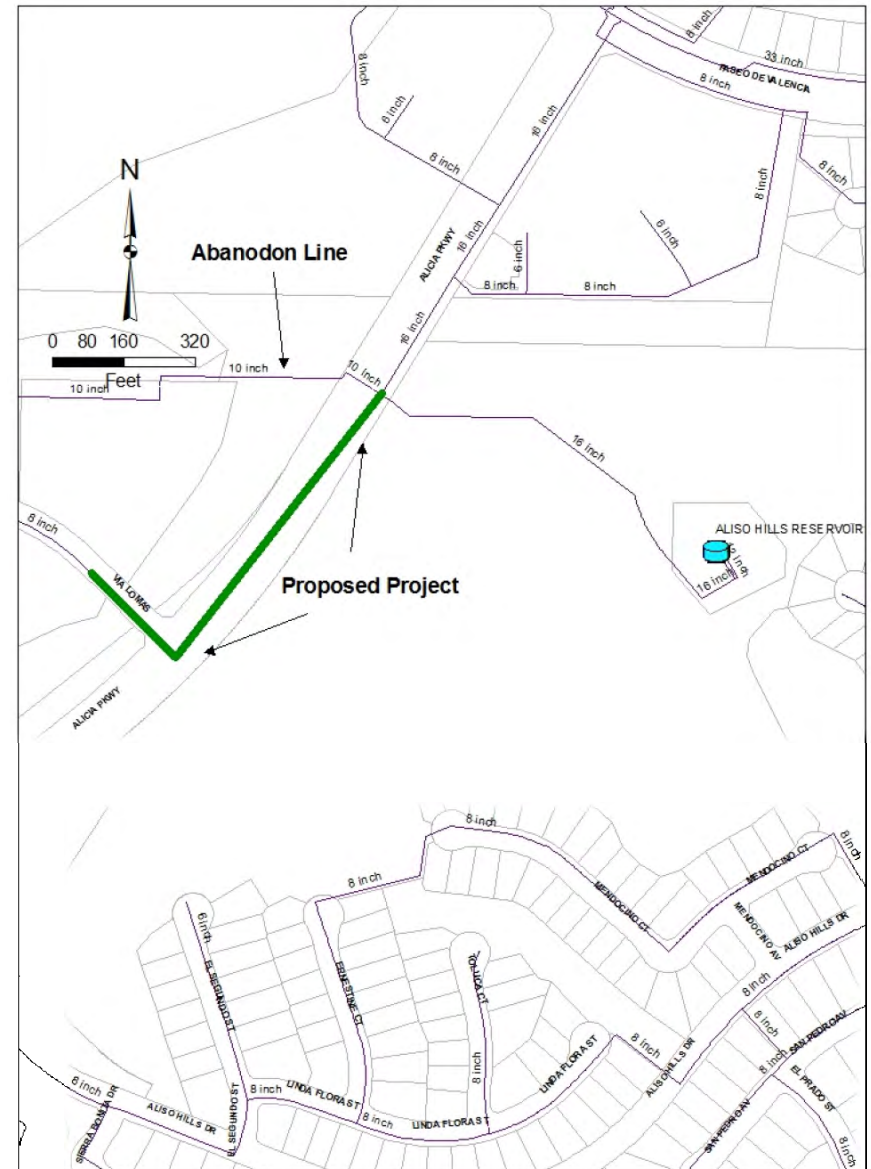 8 inch
33 inch
PASEO DE VALENCA
8 inch
8 inch
6 inch
16 inch
8 inch
8 inch
8 inch
N
6 inch
ALICIA PKWY
16 inch
6 inch
Abanodon Line
8 inch
8 inch
16 inch
0 80 160 320
Feet
10 inch
10 inch
10 inch
16 inch
8 inch
ALISO HILLS RESERVOIR
12 inch
16 inch
VIA LOMAS
Proposed Project
ALICIA PKWY
8 inch
8 inch
MENDOCINO CT
8 inch
MENDOCINO CT
MENDOCINO AV
ALISO HILLS DR
6 inch
EL SEGUNDO ST
ERNESTINE CT
TOLUCA CT
8 inch
8 inch
SAN PEDRO AV
8 inch
8 inch
LINDA FLORA ST
8 inch
ALISO HILLS DR
EL PRADO ST
8 inch
SIERRA BONITA DR
ALISO HILLS DR
EL SEGUNDO ST
8 inch
LINDA FLORA ST
8 inch
LINDA FLORA ST
SAN PEDRO AV
8 inch